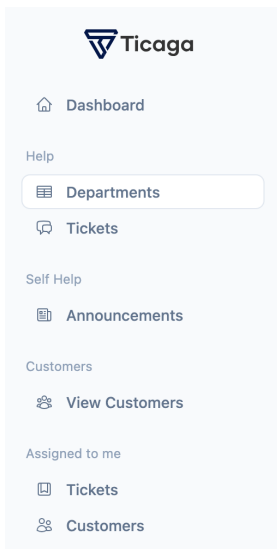 Ticaga
Dashboard
Help
Departments
Tickets
Self Help
Announcements
Customers
View Customers
Assigned to me
Tickets
Customers